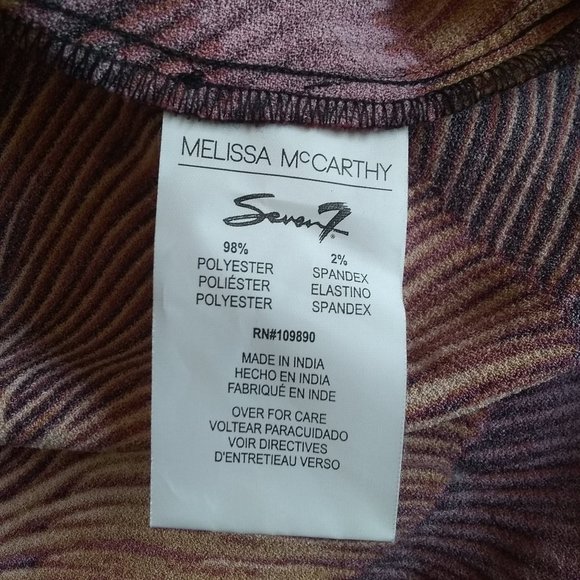 MELISSA McCARTHY
Seven7
98% 2%
POLYESTER SPANDEX
POLIÉSTER ELASTINO
POLYESTER SPANDEX
RN#109890
MADE IN INDIA
HECHO EN INDIA
FABRIQUÉ EN INDE
OVER FOR CARE
VOLTEAR PARACUIDADO
VOIR DIRECTIVES
D'ENTRETIEAU VERSO